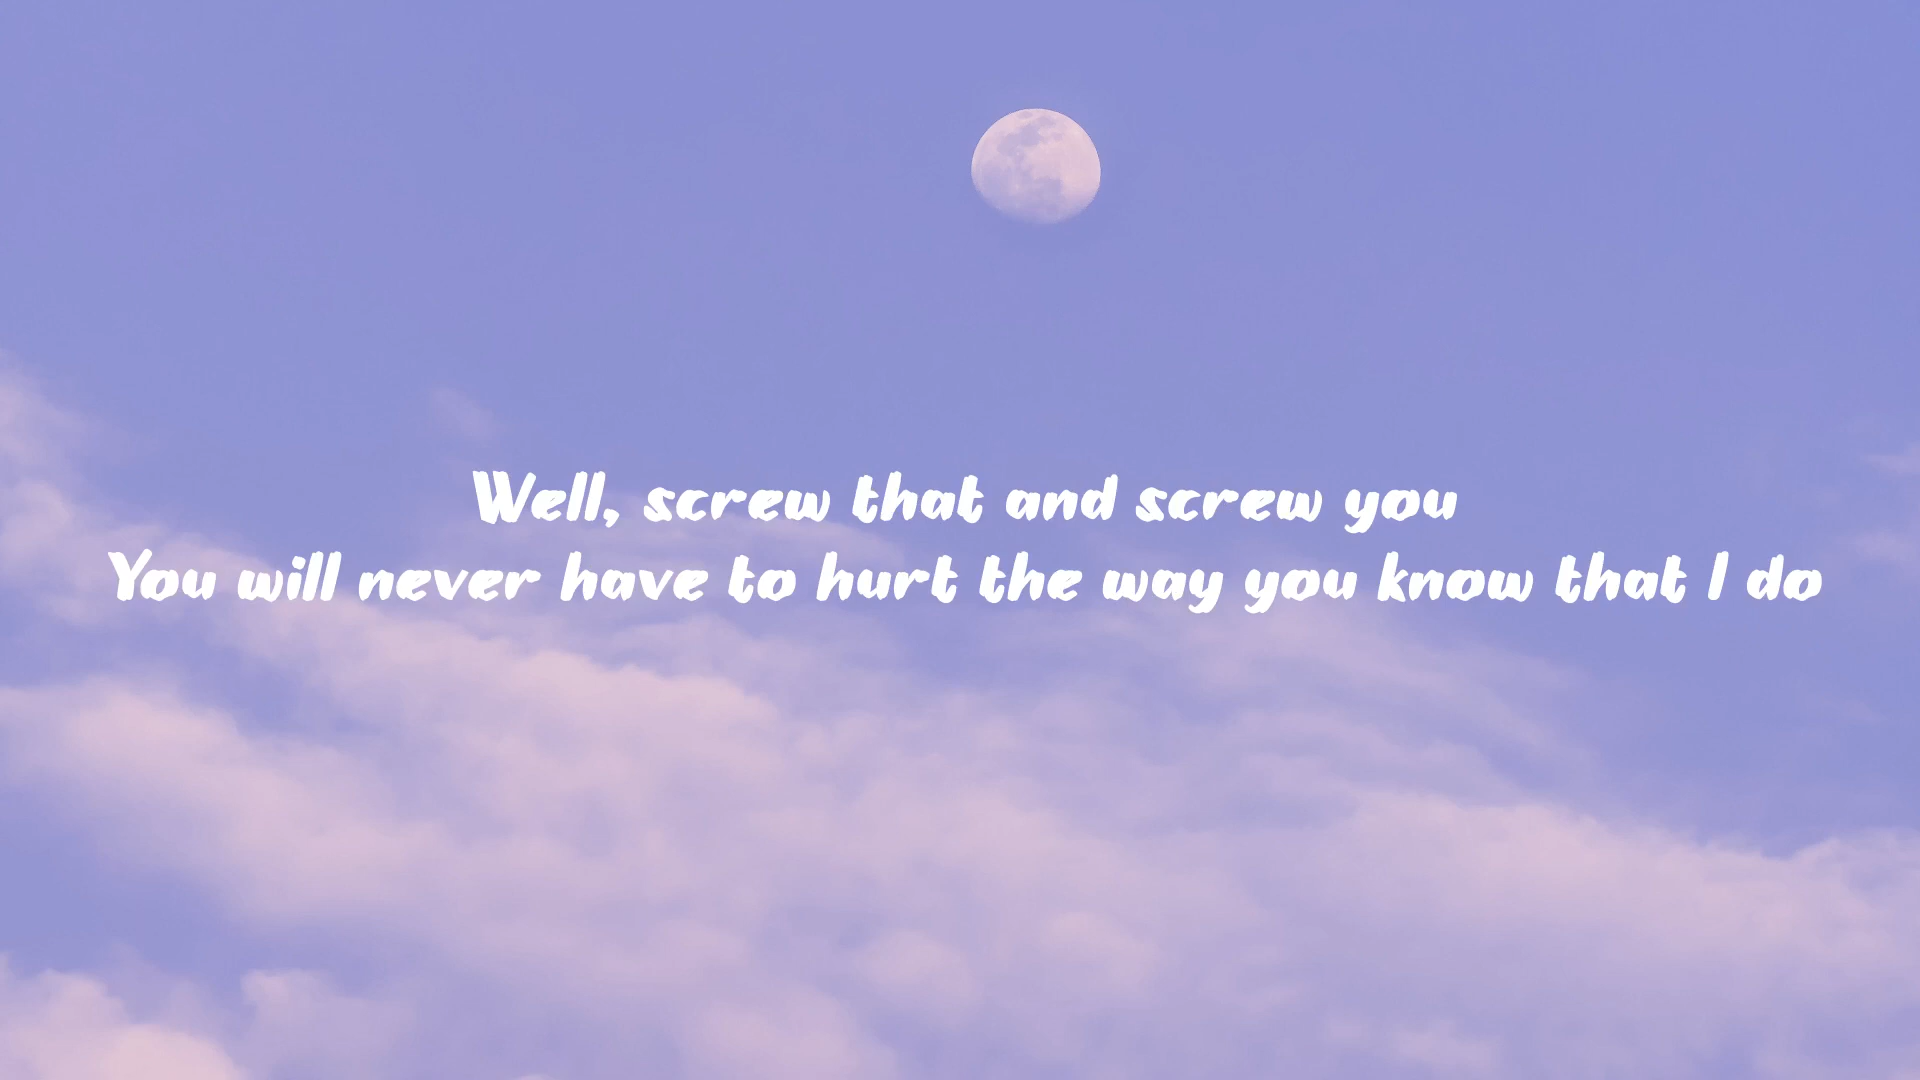 Well, screw that and screw you
You will never have to hurt the way you know that I do